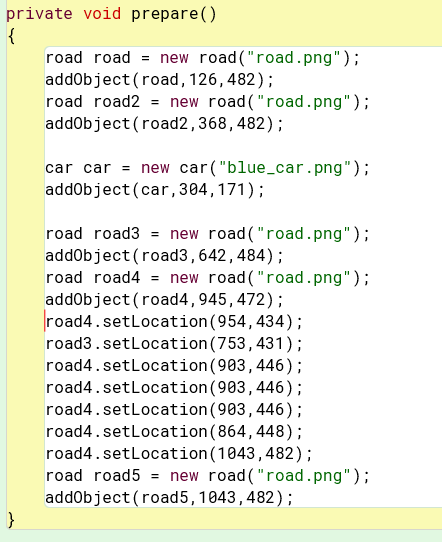 private void prepare()
{
road road = new road("road.png");
addObject(road,126,482);
road road2 = new road("road.png");
addObject(road2,368,482);
car car = new car("blue_car.png");
addObject(car,304,171);
road road3 = new road("road.png");
addObject(road3,642,484);
road road4 = new road("road.png");
addObject(road4,945,472);
road4.setLocation(954,434);
road3.setLocation(753,431);
road4.setLocation(903,446);
road4.setLocation(903,446);
road4.setLocation(903,446);
road4.setLocation(864,448);
road4.setLocation(1043,482);
road road5 = new road("road.png");
addObject(road5,1043,482);
}